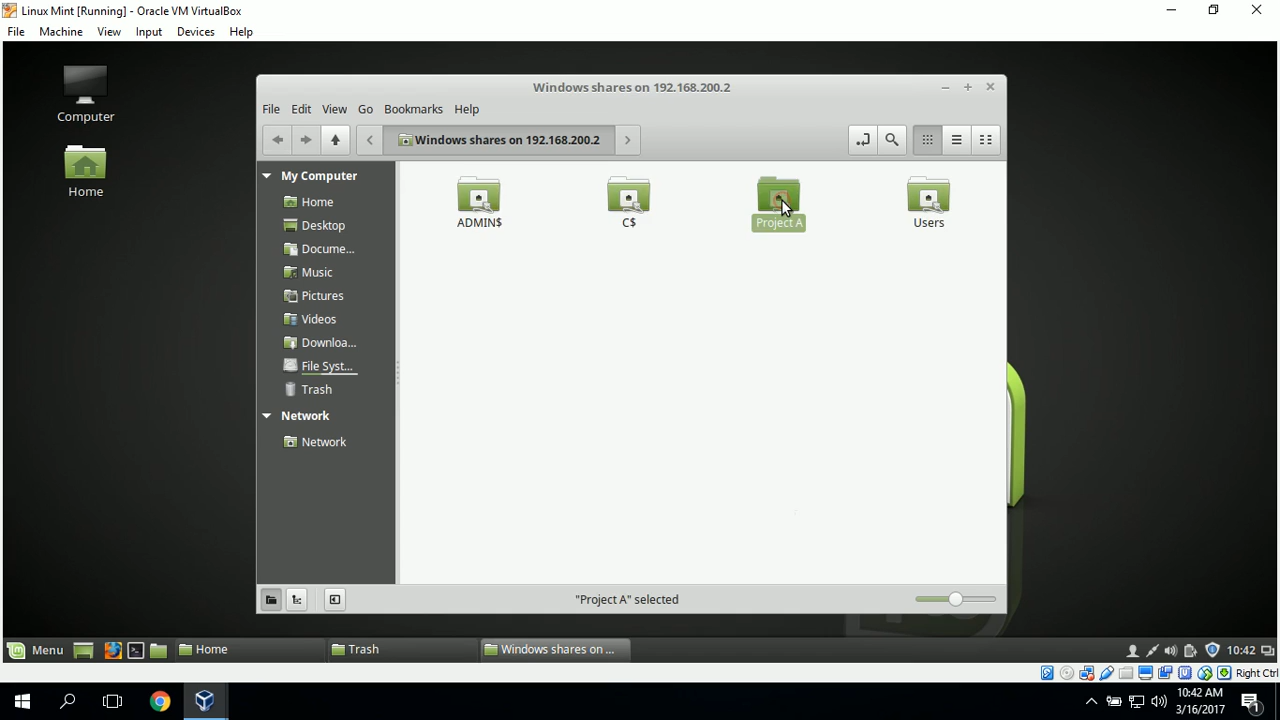 Linux Mint [Running] - Oracle VM VirtualBox
File Machine View Input Devices Help
Computer
Home
Windows shares on 192.168.200.2
File Edit View Go Bookmarks Help
Windows shares on 192.168.200.2
My Computer
Home
Desktop
Docume...
Music
Pictures
Videos
Downloa...
File Syst...
Trash
Network
Network
ADMIN$ C$ Project A Users
"Project A" selected
Menu Home Trash Windows shares on ... 10:42
Right Ctrl
10:42 AM
3/16/2017
1